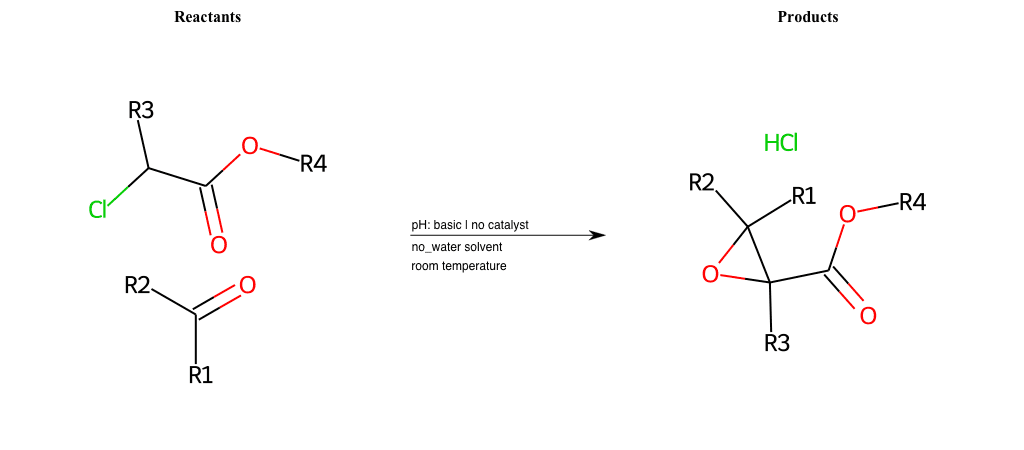 Reactants
Products
R3
O
R4
Cl
O
R2
O
R1
pH: basic | no catalyst
no_water solvent
room temperature
HCl
R2
R1
O
R4
O
O
R3